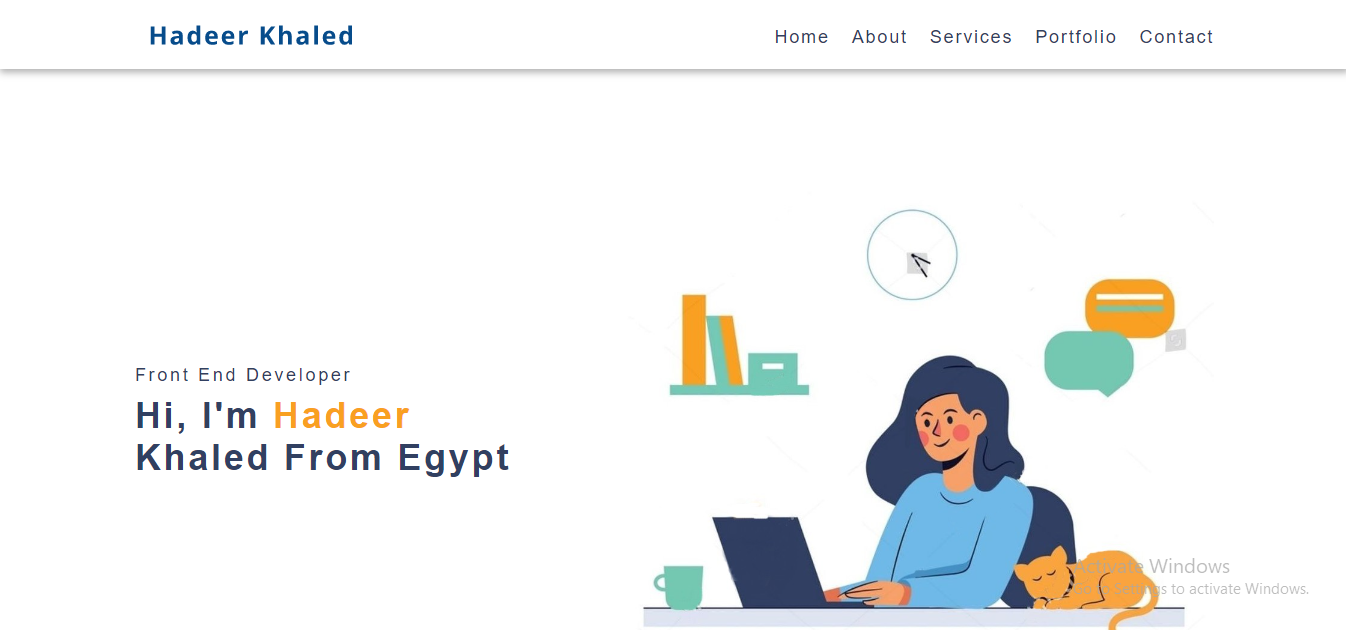 Hadeer Khaled
Home About Services Portfolio Contact
Front End Developer
Hi, I'm Hadeer
Khaled From Egypt
Activate Windows
Go to Settings to activate Windows.